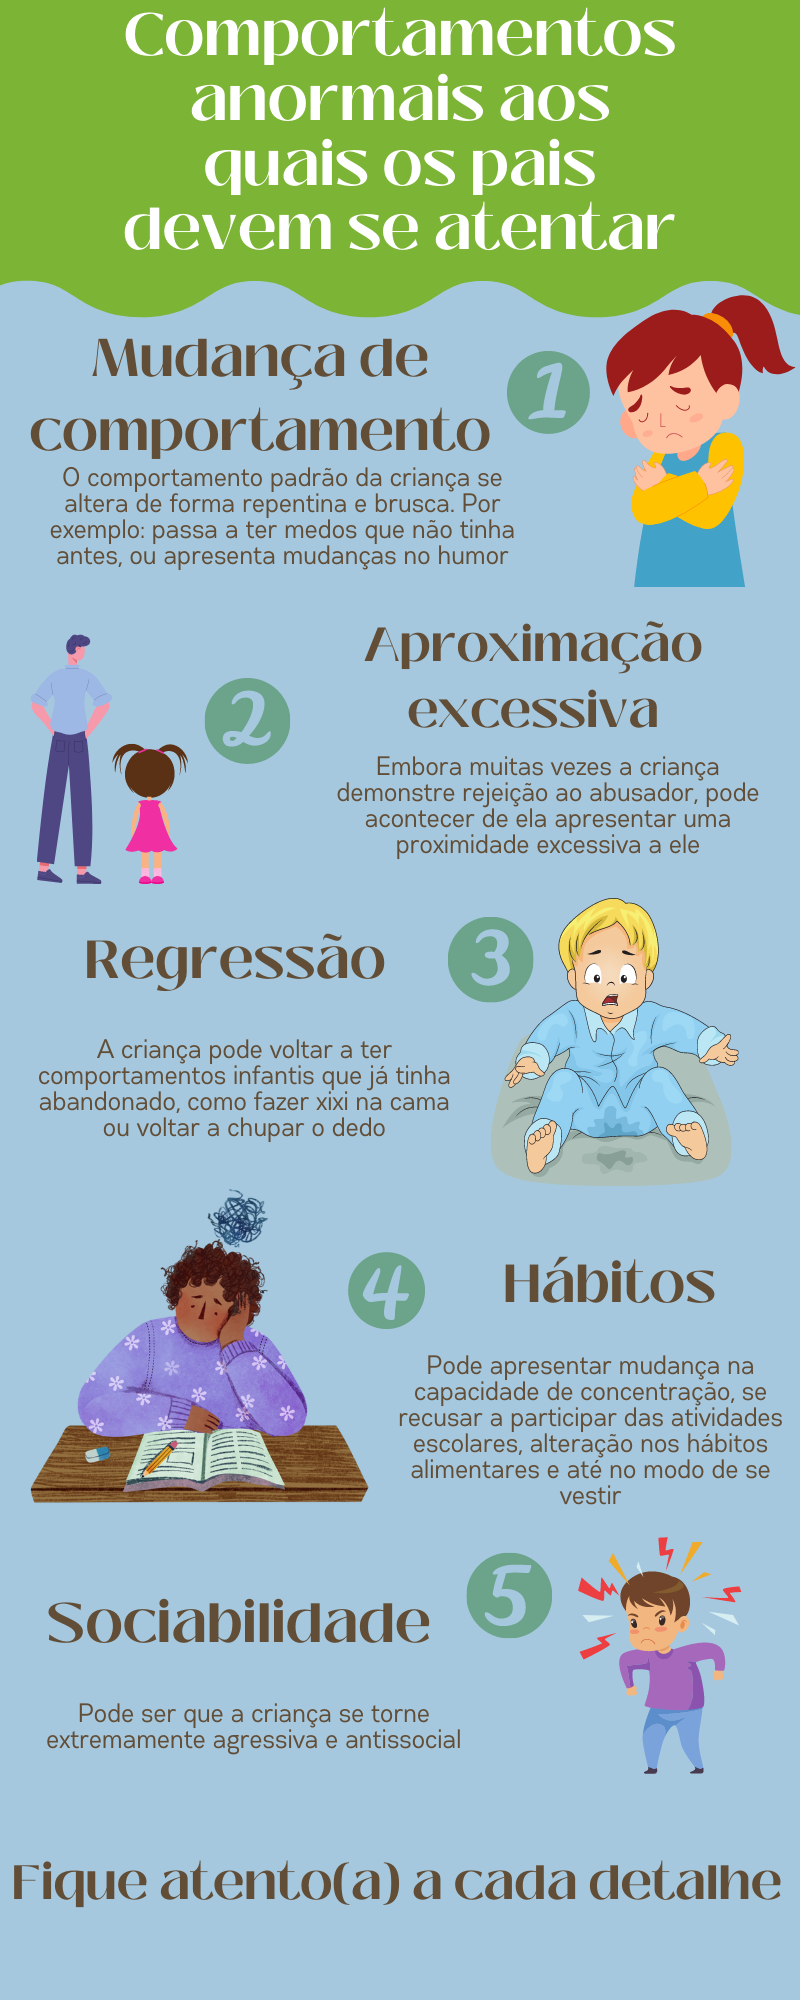 Comportamentos
anormais aos
quais os pais
devem se atentar
Mudança de
comportamento
1
O comportamento padrão da criança se
altera de forma repentina e brusca. Por
exemplo: passa a ter medos que não tinha
antes, ou apresenta mudanças no humor
2
Aproximação
excessiva
Embora muitas vezes a criança
demonstre rejeição ao abusador, pode
acontecer de ela apresentar uma
proximidade excessiva a ele
Regressão
3
A criança pode voltar a ter
comportamentos infantis que já tinha
abandonado, como fazer xixi na cama
ou voltar a chupar o dedo
4
Hábitos
Pode apresentar mudança na
capacidade de concentração, se
recusar a participar das atividades
escolares, alteração nos hábitos
alimentares e até no modo de se
vestir
Sociabilidade
5
Pode ser que a criança se torne
extremamente agressiva e antissocial
Fique atento(a) a cada detalhe